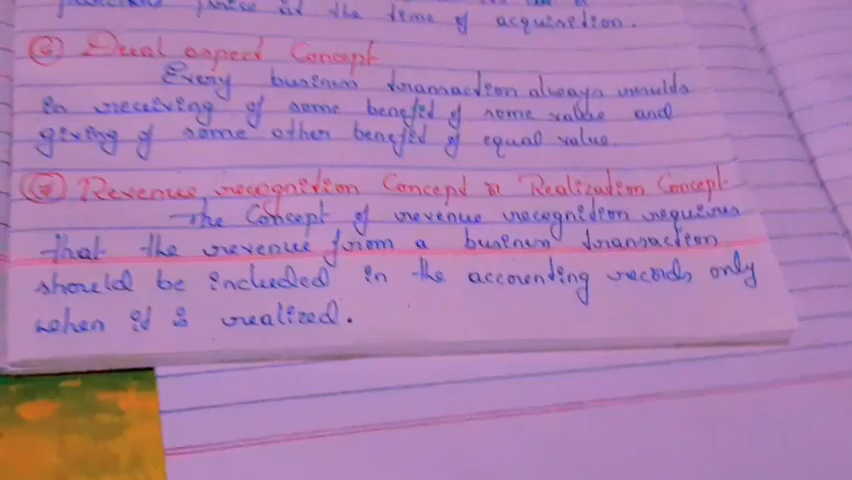 price at the time of acquisition.
⑥ Dual aspect Concept
Every business transaction always results
in receiving of some benefit of some value and
giving of some other benefit of equal value.
⑦ Revenue recognition Concept or Realization Concept
The Concept of revenue recognition requires
that the revenue from a business transaction
should be included in the accounting records only
when it is realized.